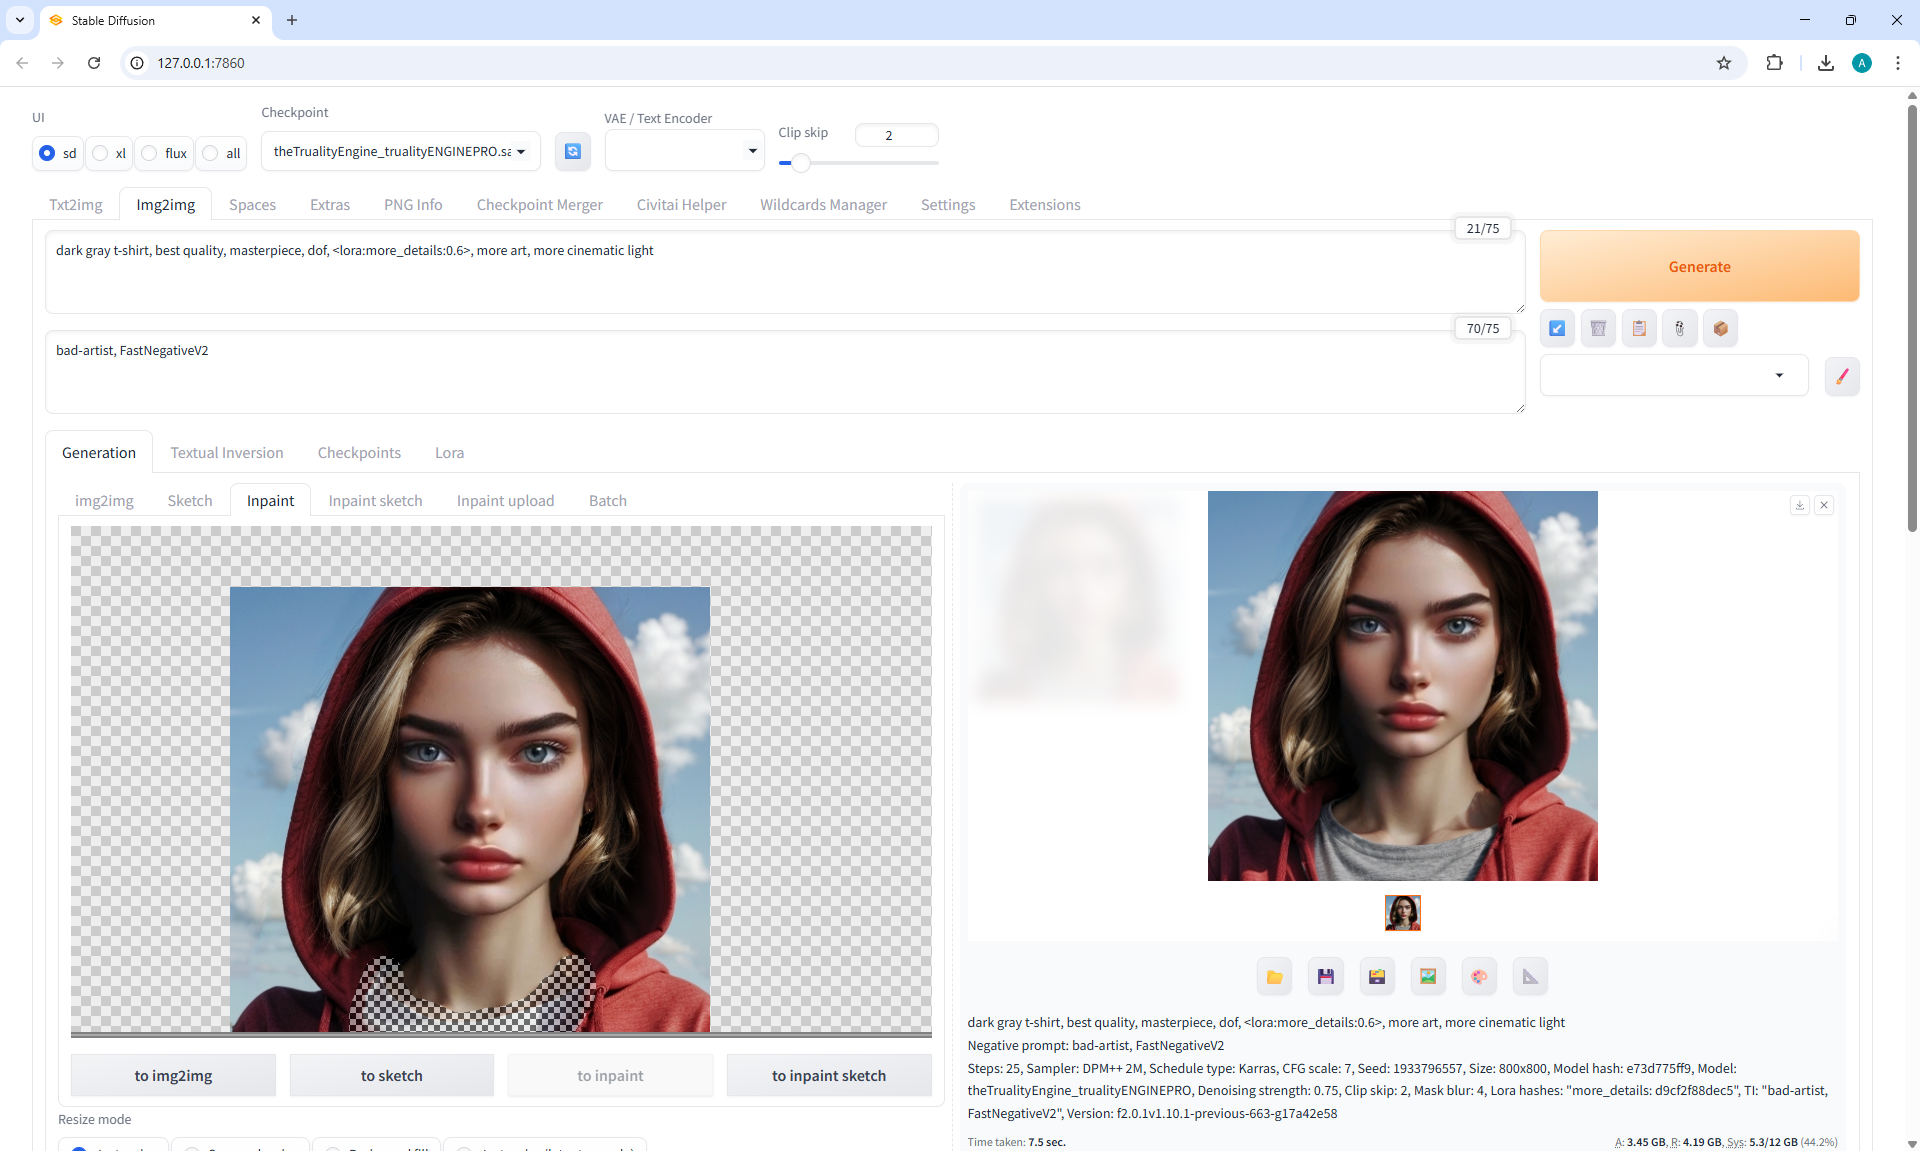 Stable Diffusion
127.0.0.1:7860
A
UI
Checkpoint
VAE / Text Encoder
Clip skip
2
sd
xl
flux
all
theTrualityEngine_trualityENGINEPRO.sa
Txt2img
Img2img
Spaces
Extras
PNG Info
Checkpoint Merger
Civitai Helper
Wildcards Manager
Settings
Extensions
21/75
dark gray t-shirt, best quality, masterpiece, dof, <lora:more_details:0.6>, more art, more cinematic light
Generate
70/75
bad-artist, FastNegativeV2
Generation
Textual Inversion
Checkpoints
Lora
img2img
Sketch
Inpaint
Inpaint sketch
Inpaint upload
Batch
to img2img
to sketch
to inpaint
to inpaint sketch
Resize mode
dark gray t-shirt, best quality, masterpiece, dof, <lora:more_details:0.6>, more art, more cinematic light
Negative prompt: bad-artist, FastNegativeV2
Steps: 25, Sampler: DPM++ 2M, Schedule type: Karras, CFG scale: 7, Seed: 1933796557, Size: 800x800, Model hash: e73d775ff9, Model:
theTrualityEngine_trualityENGINEPRO, Denoising strength: 0.75, Clip skip: 2, Mask blur: 4, Lora hashes: "more_details: d9cf2f88dec5", TI: "bad-artist,
FastNegativeV2", Version: f2.0.1v1.10.1-previous-663-g17a42e58
Time taken: 7.5 sec.
A: 3.45 GB, R: 4.19 GB, Sys: 5.3/12 GB (44.2%)